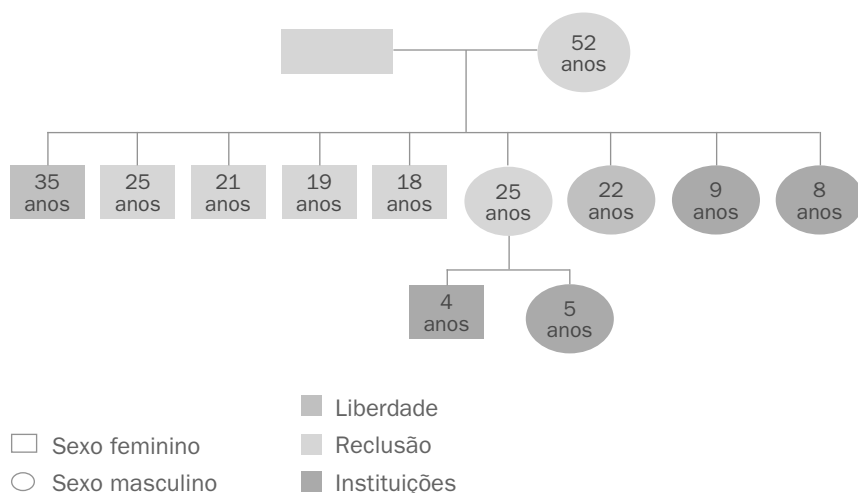 52
anos
35
anos
25
anos
21
anos
19
anos
18
anos
25
anos
22
anos
9
anos
8
anos
4
anos
5
anos
Liberdade
Sexo feminino
Reclusão
Sexo masculino
Instituições